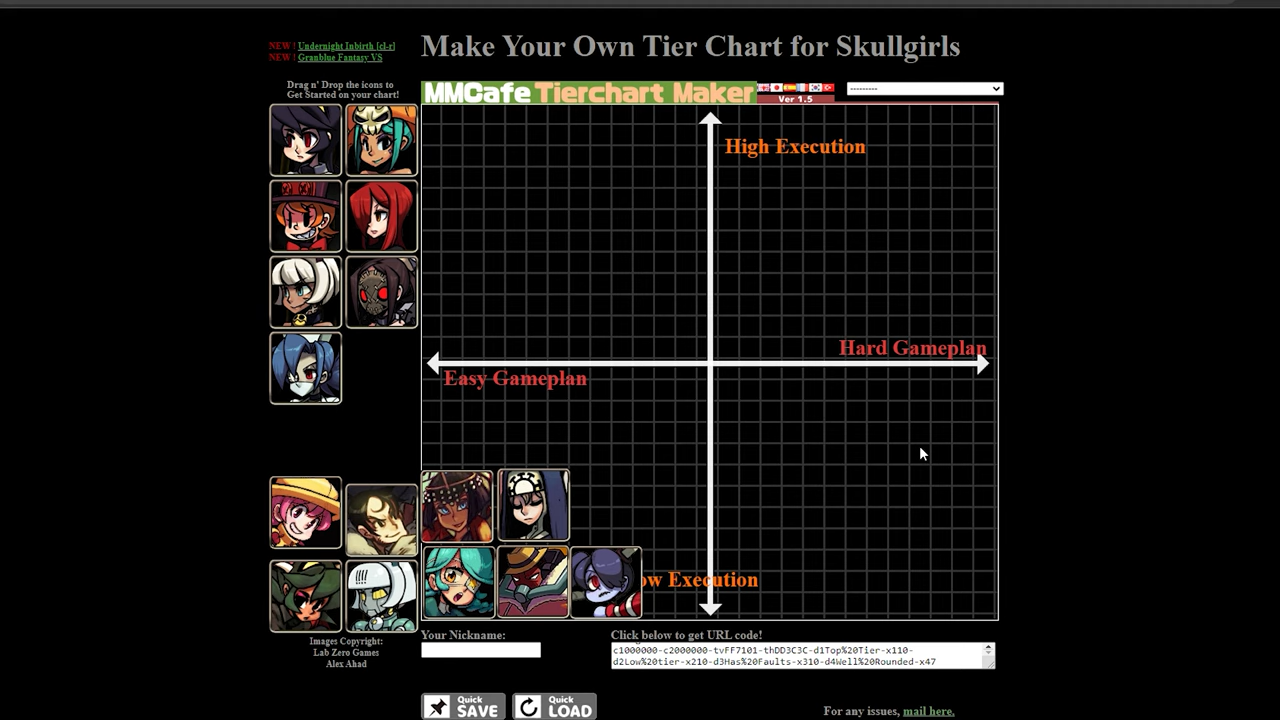 NEW ! Undernight Inbirth [cl-r]
NEW ! Granblue Fantasy VS
Make Your Own Tier Chart for Skullgirls
Drag n' Drop the icons to
Get Started on your chart!
MMCafe Tierchart Maker
Ver 1.5
---------
High Execution
Hard Gameplan
Easy Gameplan
ow Execution
Images Copyright:
Lab Zero Games
Alex Ahad
Your Nickname:
Click below to get URL code!
c1000000-c2000000-tvFF7101-thDD3C3C-d1Top%20Tier-x110-
d2Low%20tier-x210-d3Has%20Faults-x310-d4Well%20Rounded-x47
Quick SAVE
Quick LOAD
For any issues, mail here.